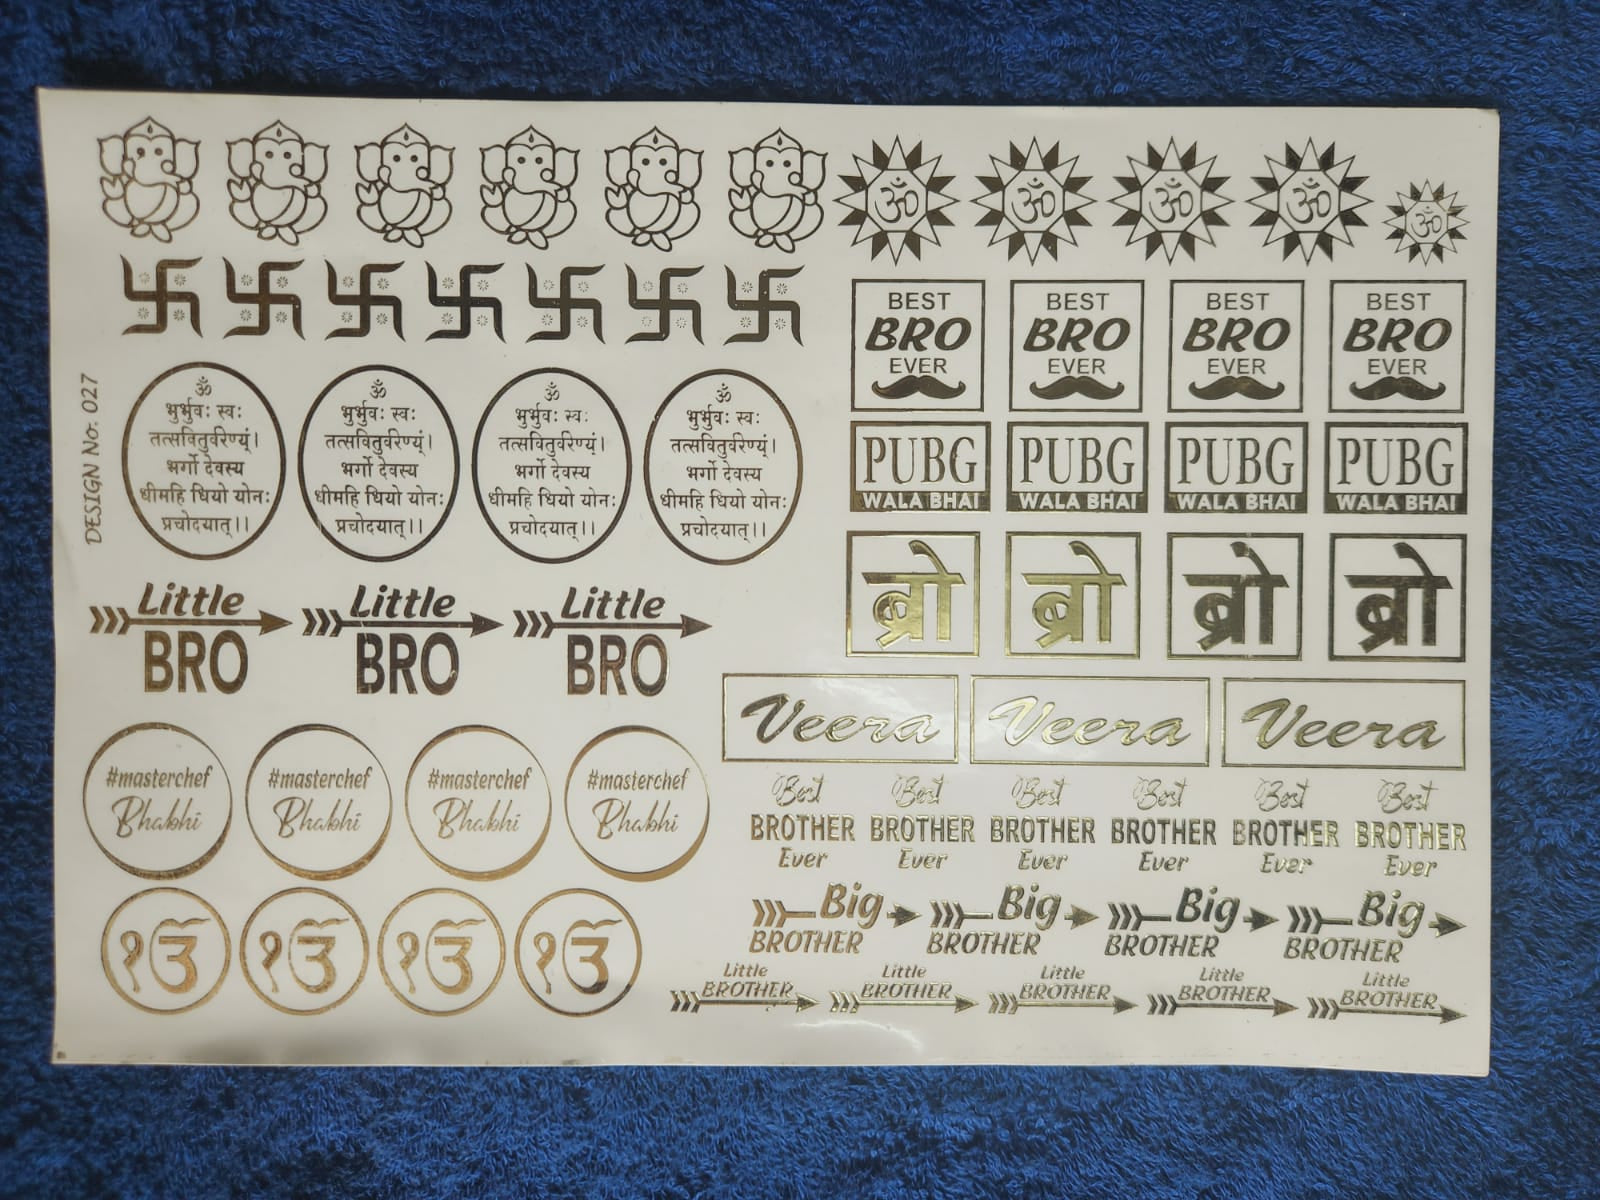 ॐ ॐ ॐ ॐ ॐ
BEST BEST BEST BEST
BRO BRO BRO BRO
EVER EVER EVER EVER
DESIGN No. 027
ॐ ॐ ॐ ॐ
भुर्भुवः स्वः भुर्भुवः स्वः भुर्भुवः स्वः भुर्भुवः स्वः
तत्सवितुर्वरेण्यं। तत्सवितुर्वरेण्यं। तत्सवितुर्वरेण्यं। तत्सवितुर्वरेण्यं।
भर्गो देवस्य भर्गो देवस्य भर्गो देवस्य भर्गो देवस्य
धीमहि धियो योनः धीमहि धियो योनः धीमहि धियो योनः धीमहि धियो योनः
प्रचोदयात्।। प्रचोदयात्।। प्रचोदयात्।। प्रचोदयात्।।
PUBG PUBG PUBG PUBG
WALA BHAI WALA BHAI WALA BHAI WALA BHAI
ब्रो ब्रो ब्रो ब्रो
Little Little Little
BRO BRO BRO
Veera Veera Veera
#masterchef #masterchef #masterchef #masterchef
Bhabhi Bhabhi Bhabhi Bhabhi
Best Best Best Best Best Best
BROTHER BROTHER BROTHER BROTHER BROTHER BROTHER
Ever Ever Ever Ever Ever Ever
ੴ ੴ ੴ ੴ
Big Big Big Big
BROTHER BROTHER BROTHER BROTHER
Little Little Little Little Little
BROTHER BROTHER BROTHER BROTHER BROTHER